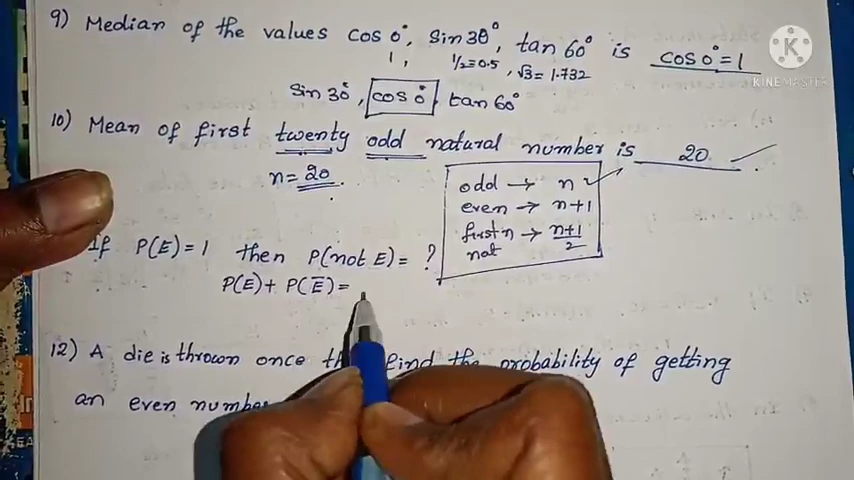 9) Median of the values cos 0°, sin 30°, tan 60° is cos 0° = 1
1, 1/2 = 0.5, √3 = 1.732
sin 30°, cos 0°, tan 60°
KINEMASTER
10) Mean of first twenty odd natural number is 20
n = 20
odd → n
even → n+1
first n nat → n+1/2
If P(E) = 1 then P(not E) = ?
P(E) + P(E̅) =
12) A die is thrown once find the probability of getting
an even